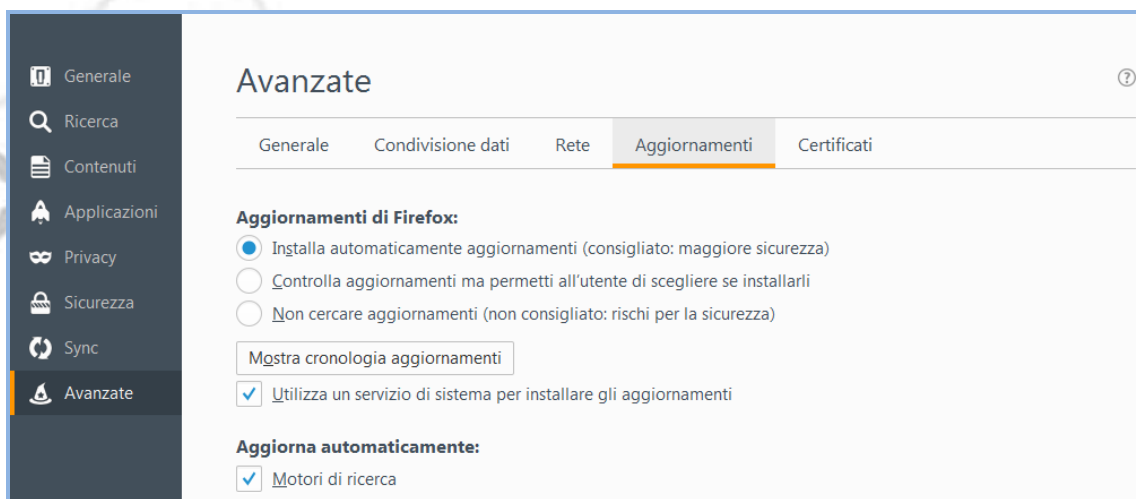 Generale
Ricerca
Contenuti
Applicazioni
Privacy
Sicurezza
Sync
Avanzate
Avanzate
?
Generale Condivisione dati Rete Aggiornamenti Certificati
Aggiornamenti di Firefox:
Installa automaticamente aggiornamenti (consigliato: maggiore sicurezza)
Controlla aggiornamenti ma permetti all'utente di scegliere se installarli
Non cercare aggiornamenti (non consigliato: rischi per la sicurezza)
Mostra cronologia aggiornamenti
Utilizza un servizio di sistema per installare gli aggiornamenti
Aggiorna automaticamente:
Motori di ricerca